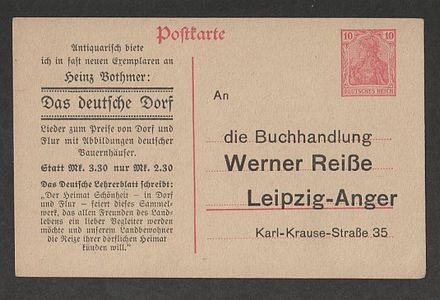 Postkarte
Antiquarisch biete
ich in fast neuen Exemplaren an
Heinz Bothmer:
Das deutsche Dorf
Lieder zum Preise von Dorf und
Flur mit Abbildungen deutscher
Bauernhäuser.
Statt Mk. 3.30 nur Mk. 2.30
Das Deutsche Lehrerblatt schreibt:
„Der Heimat Schönheit – in Dorf
und Flur – feiert dieses Sammel-
werk, das allen Freunden des Land
lebens ein lieber Begleiter werden
möchte und unseren Landbewohner
die Reize ihrer dörflichen Heimat
künden will."
10 10
DEUTSCHES REICH
An
die Buchhandlung
Werner Reiße
Leipzig-Anger
Karl-Krause-Straße 35